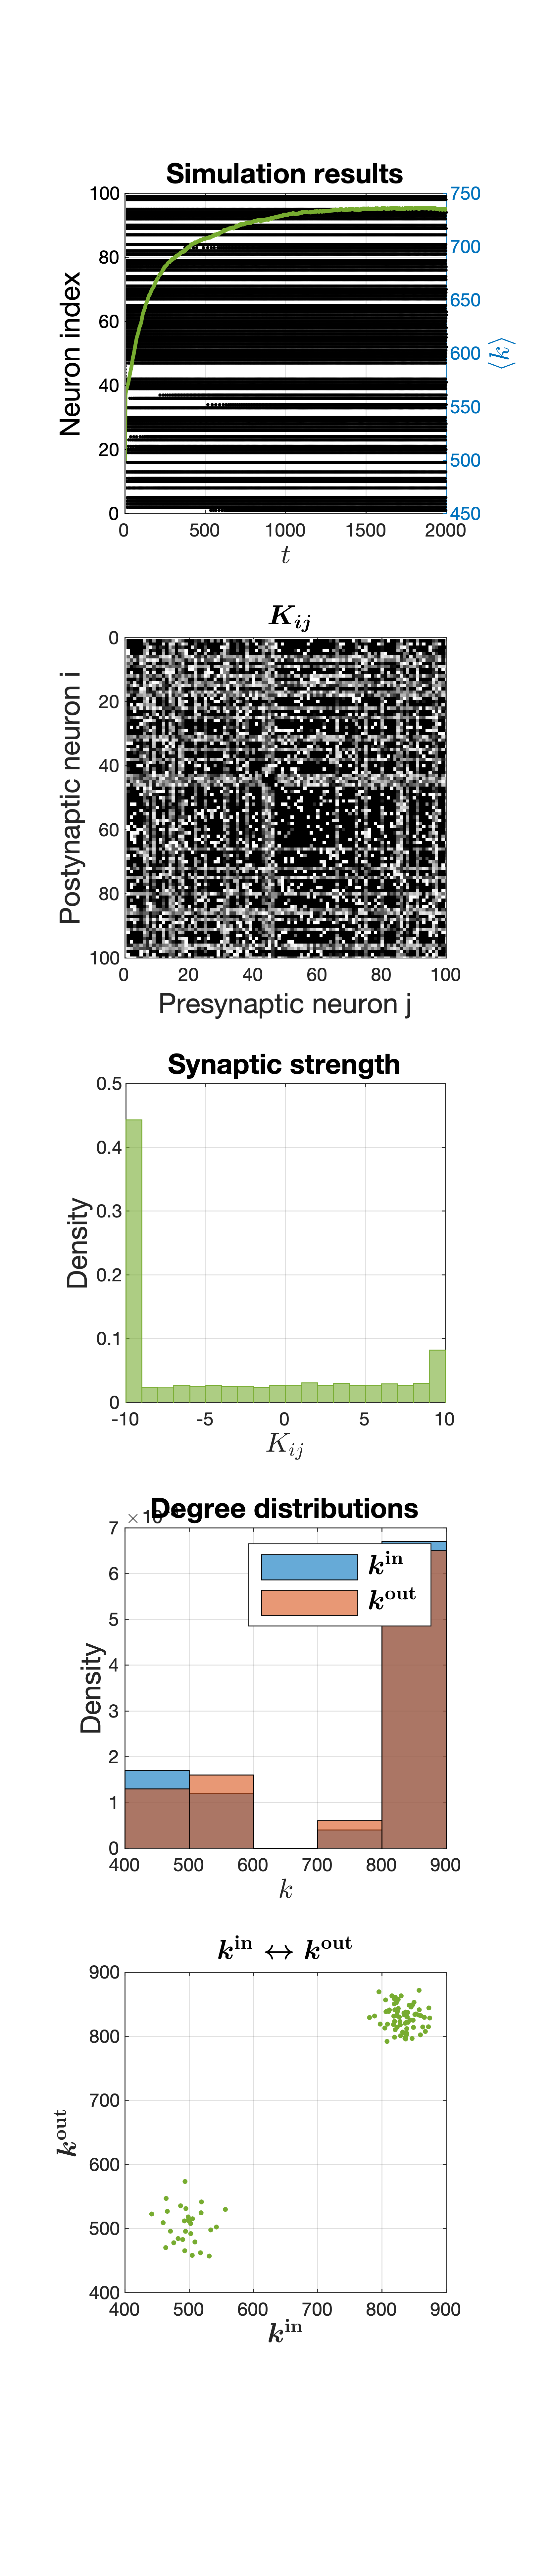 Simulation results
100
80
60
40
20
0
Neuron index
750
700
650
600
550
500
450
⟨k⟩
0 500 1000 1500 2000
t
K_ij
0
20
40
60
80
100
Postynaptic neuron i
0 20 40 60 80 100
Presynaptic neuron j
Synaptic strength
0.5
0.4
0.3
0.2
0.1
0
Density
-10 -5 0 5 10
K_ij
Degree distributions
7 ×10
6
5
4
3
2
1
0
Density
k^in
k^out
400 500 600 700 800 900
k
k^in ↔ k^out
900
800
700
600
500
400
k^out
400 500 600 700 800 900
k^in